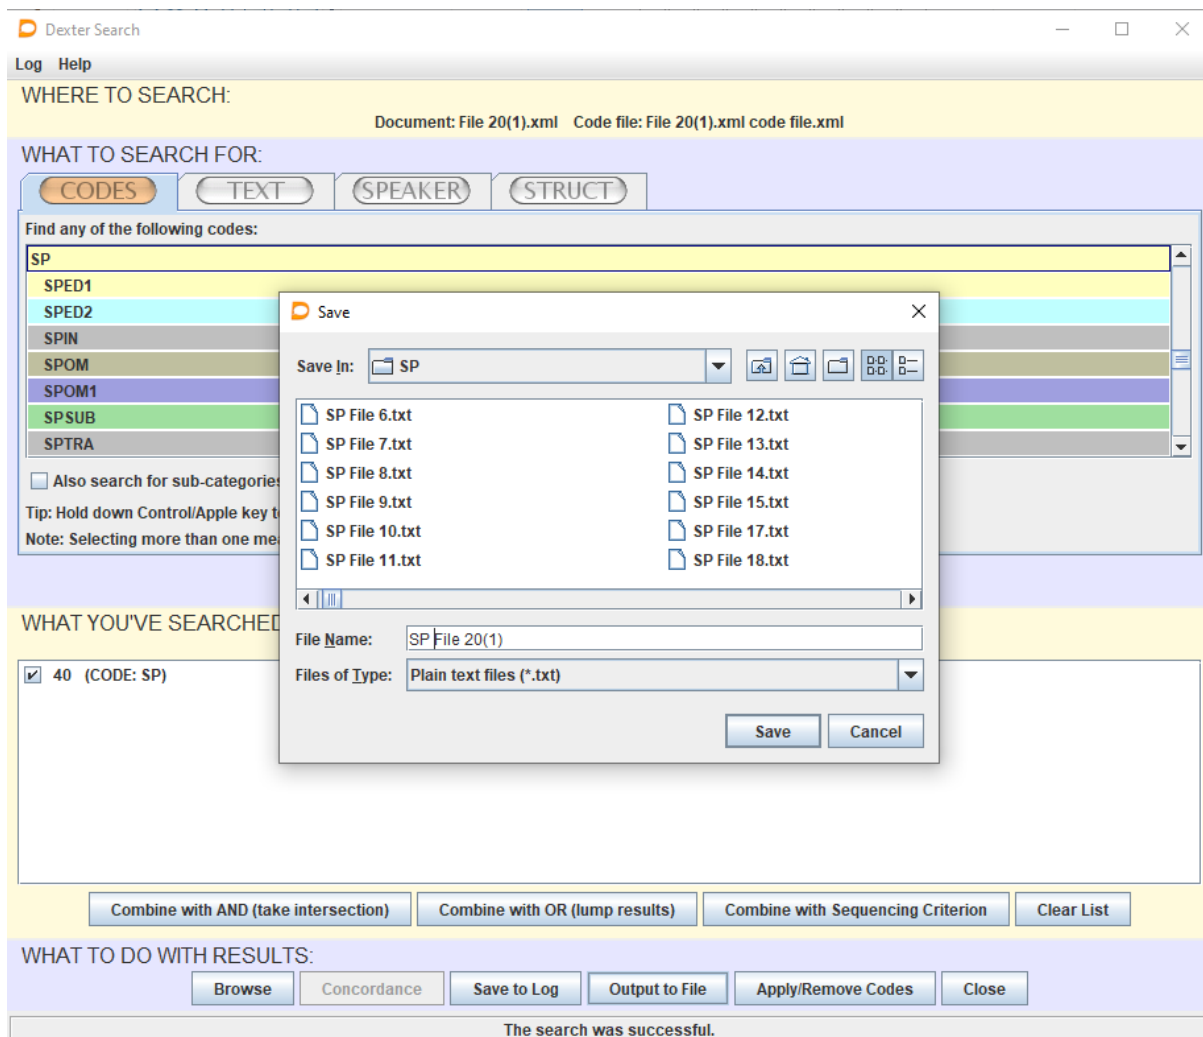 Dexter Search
Log Help
WHERE TO SEARCH:
Document: File 20(1).xml Code file: File 20(1).xml code file.xml
WHAT TO SEARCH FOR:
CODES TEXT SPEAKER STRUCT
Find any of the following codes:
SP
SPED1
SPED2
SPIN
SPOM
SPOM1
SPSUB
SPTRA
Also search for sub-categories
Tip: Hold down Control/Apple key t
Note: Selecting more than one me
Save
Save In: SP
SP File 6.txt SP File 12.txt
SP File 7.txt SP File 13.txt
SP File 8.txt SP File 14.txt
SP File 9.txt SP File 15.txt
SP File 10.txt SP File 17.txt
SP File 11.txt SP File 18.txt
File Name: SP File 20(1)
Files of Type: Plain text files (*.txt)
Save Cancel
WHAT YOU'VE SEARCHED
40 (CODE: SP)
Combine with AND (take intersection) Combine with OR (lump results) Combine with Sequencing Criterion Clear List
WHAT TO DO WITH RESULTS:
Browse Concordance Save to Log Output to File Apply/Remove Codes Close
The search was successful.